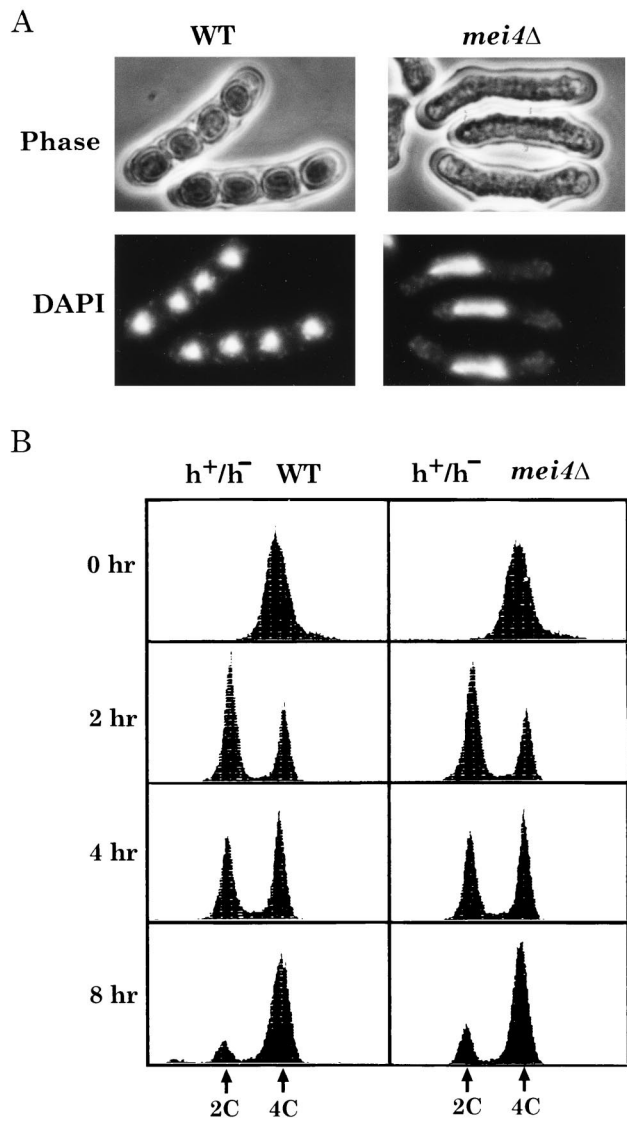 A
WT mei4Δ
Phase
DAPI
B
h+/h− WT h+/h− mei4Δ
0 hr
2 hr
4 hr
8 hr
2C 4C 2C 4C